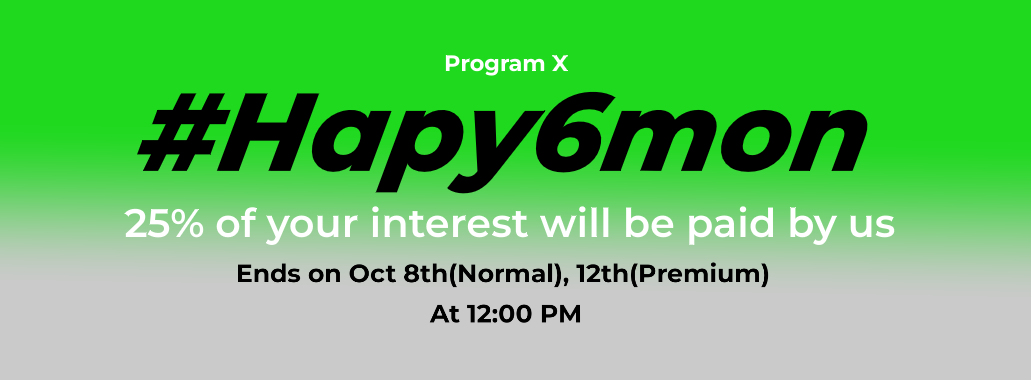 Program X
#Hapy6mon
25% of your interest will be paid by us
Ends on Oct 8th(Normal), 12th(Premium)
At 12:00 PM